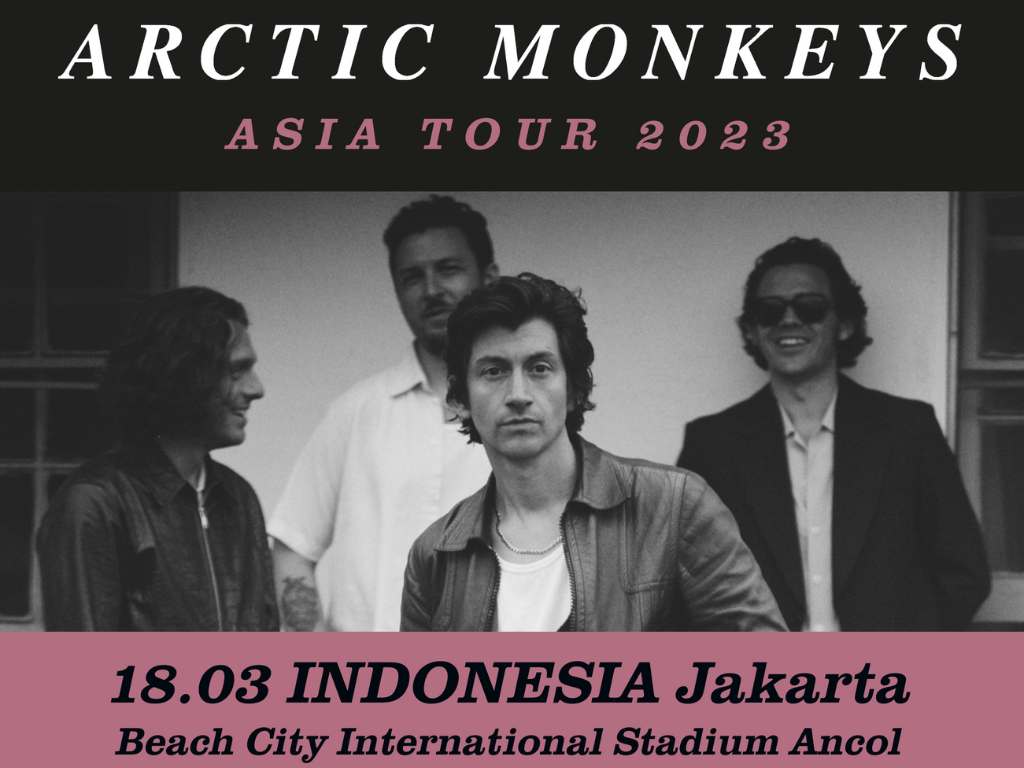 ARCTIC MONKEYS
ASIA TOUR 2023
18.03 INDONESIA Jakarta
Beach City International Stadium Ancol